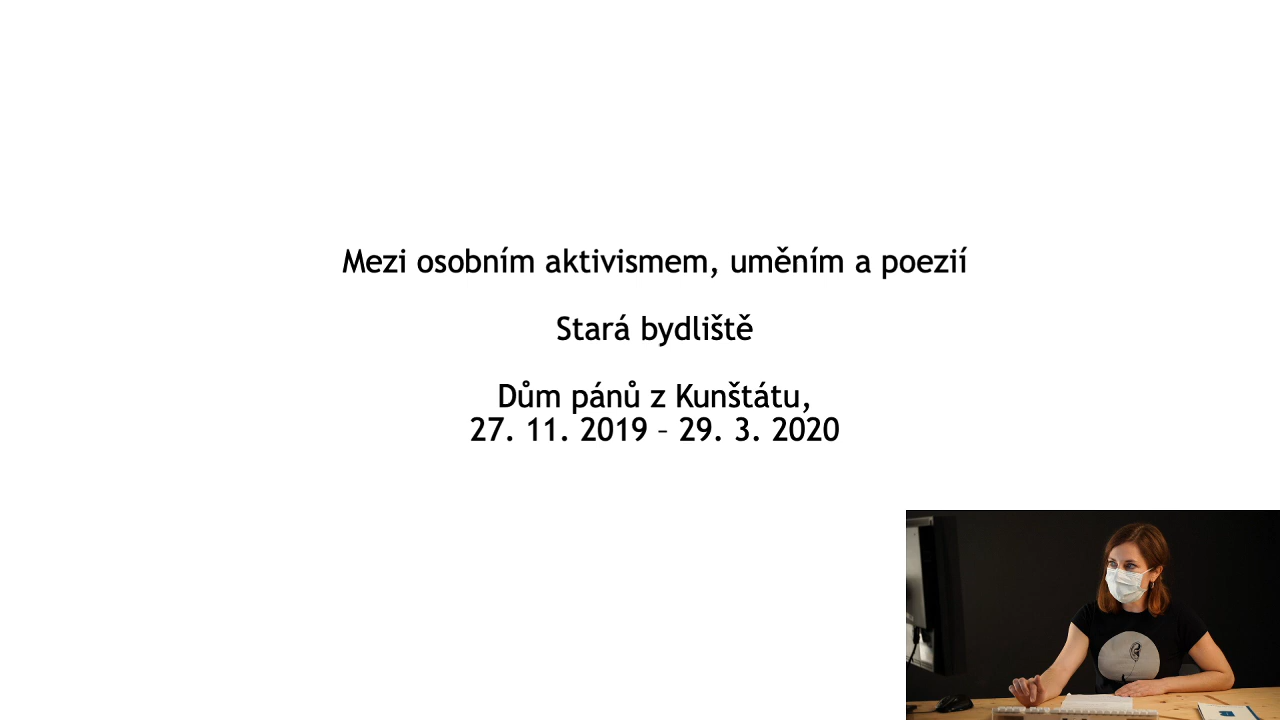 Mezi osobním aktivismem, uměním a poezií
Stará bydliště
Dům pánů z Kunštátu,
27. 11. 2019 – 29. 3. 2020